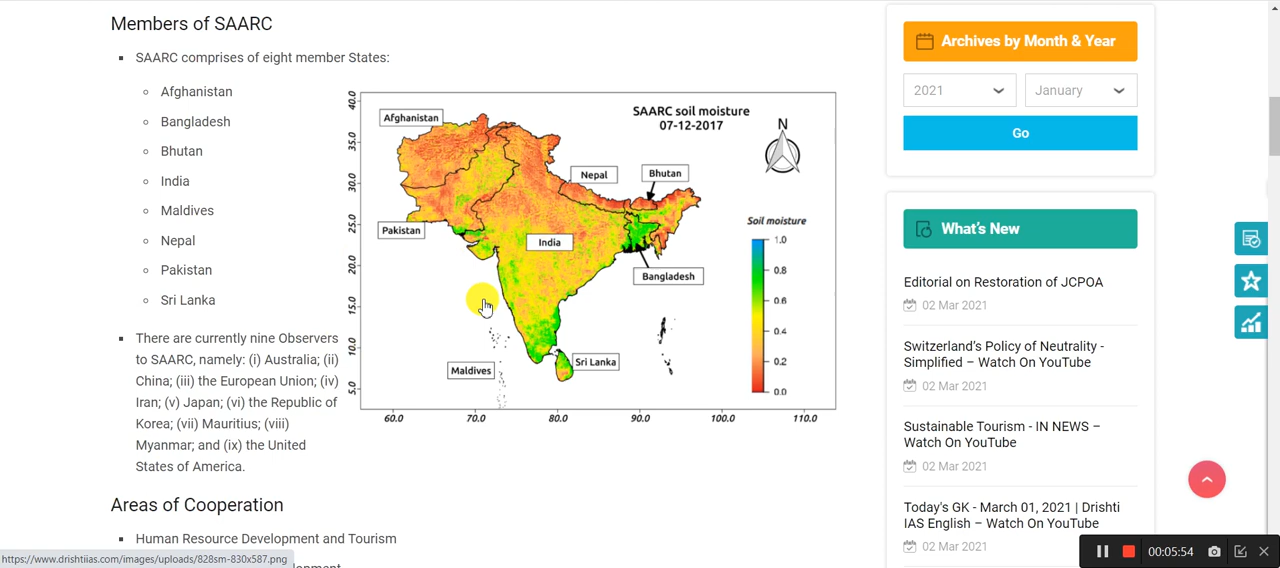 Members of SAARC
SAARC comprises of eight member States:
Afghanistan
Bangladesh
Bhutan
India
Maldives
Nepal
Pakistan
Sri Lanka
There are currently nine Observers
to SAARC, namely: (i) Australia; (ii)
China; (iii) the European Union; (iv)
Iran; (v) Japan; (vi) the Republic of
Korea; (vii) Mauritius; (viii)
Myanmar; and (ix) the United
States of America.
SAARC soil moisture
07-12-2017
N
Afghanistan
Nepal
Bhutan
Pakistan
India
Bangladesh
Maldives
Sri Lanka
Soil moisture
1.0
0.8
0.6
0.4
0.2
0.0
40.0
35.0
30.0
25.0
20.0
15.0
10.0
5.0
60.0 70.0 80.0 90.0 100.0 110.0
Areas of Cooperation
Human Resource Development and Tourism
https://www.drishtiias.com/images/uploads/828sm-830x587.png
Archives by Month & Year
2021 January
Go
What's New
Editorial on Restoration of JCPOA
02 Mar 2021
Switzerland's Policy of Neutrality -
Simplified – Watch On YouTube
02 Mar 2021
Sustainable Tourism - IN NEWS –
Watch On YouTube
02 Mar 2021
Today's GK - March 01, 2021 | Drishti
IAS English – Watch On YouTube
02 Mar 2021
00:05:54